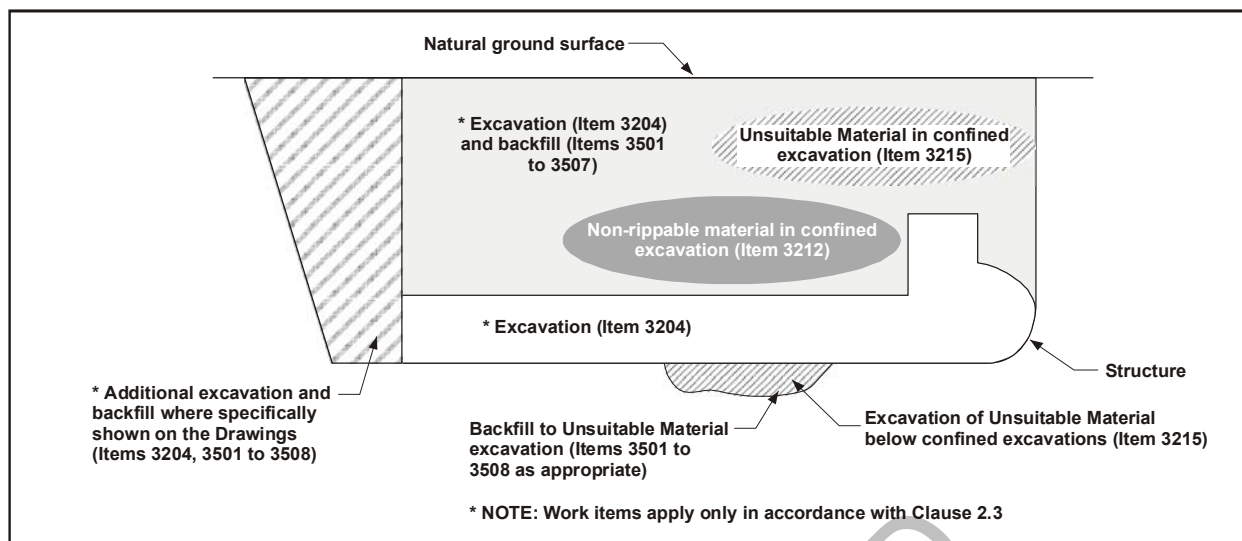 Natural ground surface
* Excavation (Item 3204)
and backfill (Items 3501
to 3507)
Unsuitable Material in confined
excavation (Item 3215)
Non-rippable material in confined
excavation (Item 3212)
* Excavation (Item 3204)
Structure
* Additional excavation and
backfill where specifically
shown on the Drawings
(Items 3204, 3501 to 3508)
Backfill to Unsuitable Material
excavation (Items 3501 to
3508 as appropriate)
Excavation of Unsuitable Material
below confined excavations (Item 3215)
* NOTE: Work items apply only in accordance with Clause 2.3